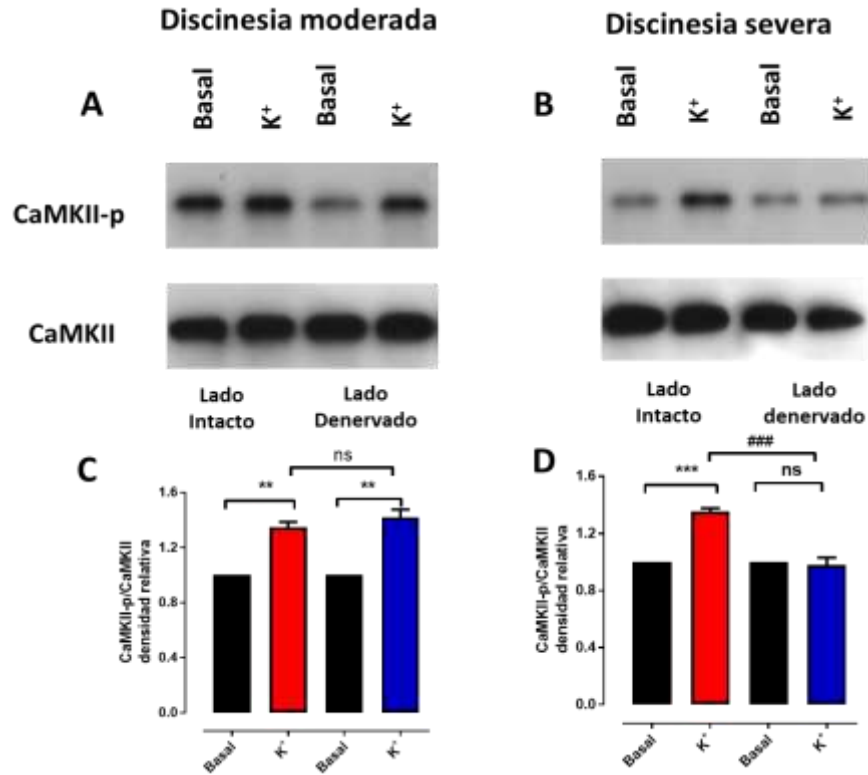 Discinesia moderada
Discinesia severa
A
Basal
K⁺
Basal
K⁺
B
Basal
K⁺
Basal
K⁺
CaMKII-p
CaMKII
Lado
Intacto
Lado
Denervado
Lado
Intacto
Lado
denervado
C
ns
**
**
1.6
1.2
0.8
0.4
0.0
CaMKII-p/CaMKII
densidad relativa
Basal
K⁺
Basal
K⁺
D
###
***
ns
1.6
1.2
0.8
0.4
0.0
CaMKII-p/CaMKII
densidad relativa
Basal
K⁺
Basal
K⁺